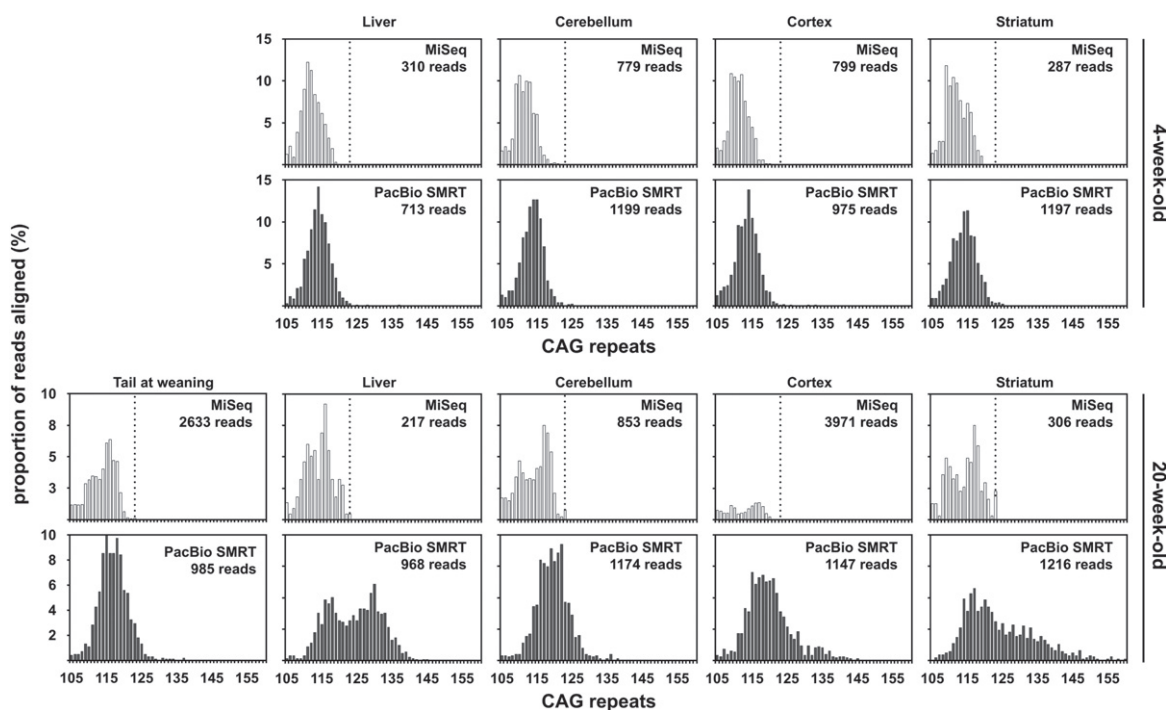 Liver Cerebellum Cortex Striatum
15 MiSeq MiSeq MiSeq MiSeq
310 reads 779 reads 799 reads 287 reads
10
5
15 PacBio SMRT PacBio SMRT PacBio SMRT PacBio SMRT
713 reads 1199 reads 975 reads 1197 reads
10
5
105 115 125 135 145 155 105 115 125 135 145 155 105 115 125 135 145 155 105 115 125 135 145 155
CAG repeats
4-week-old
proportion of reads aligned (%)
Tail at weaning Liver Cerebellum Cortex Striatum
10 MiSeq MiSeq MiSeq MiSeq MiSeq
2633 reads 217 reads 853 reads 3971 reads 306 reads
8
5
3
10 PacBio SMRT PacBio SMRT PacBio SMRT PacBio SMRT PacBio SMRT
985 reads 968 reads 1174 reads 1147 reads 1216 reads
8
6
4
2
105 115 125 135 145 155 105 115 125 135 145 155 105 115 125 135 145 155 105 115 125 135 145 155 105 115 125 135 145 155
CAG repeats
20-week-old